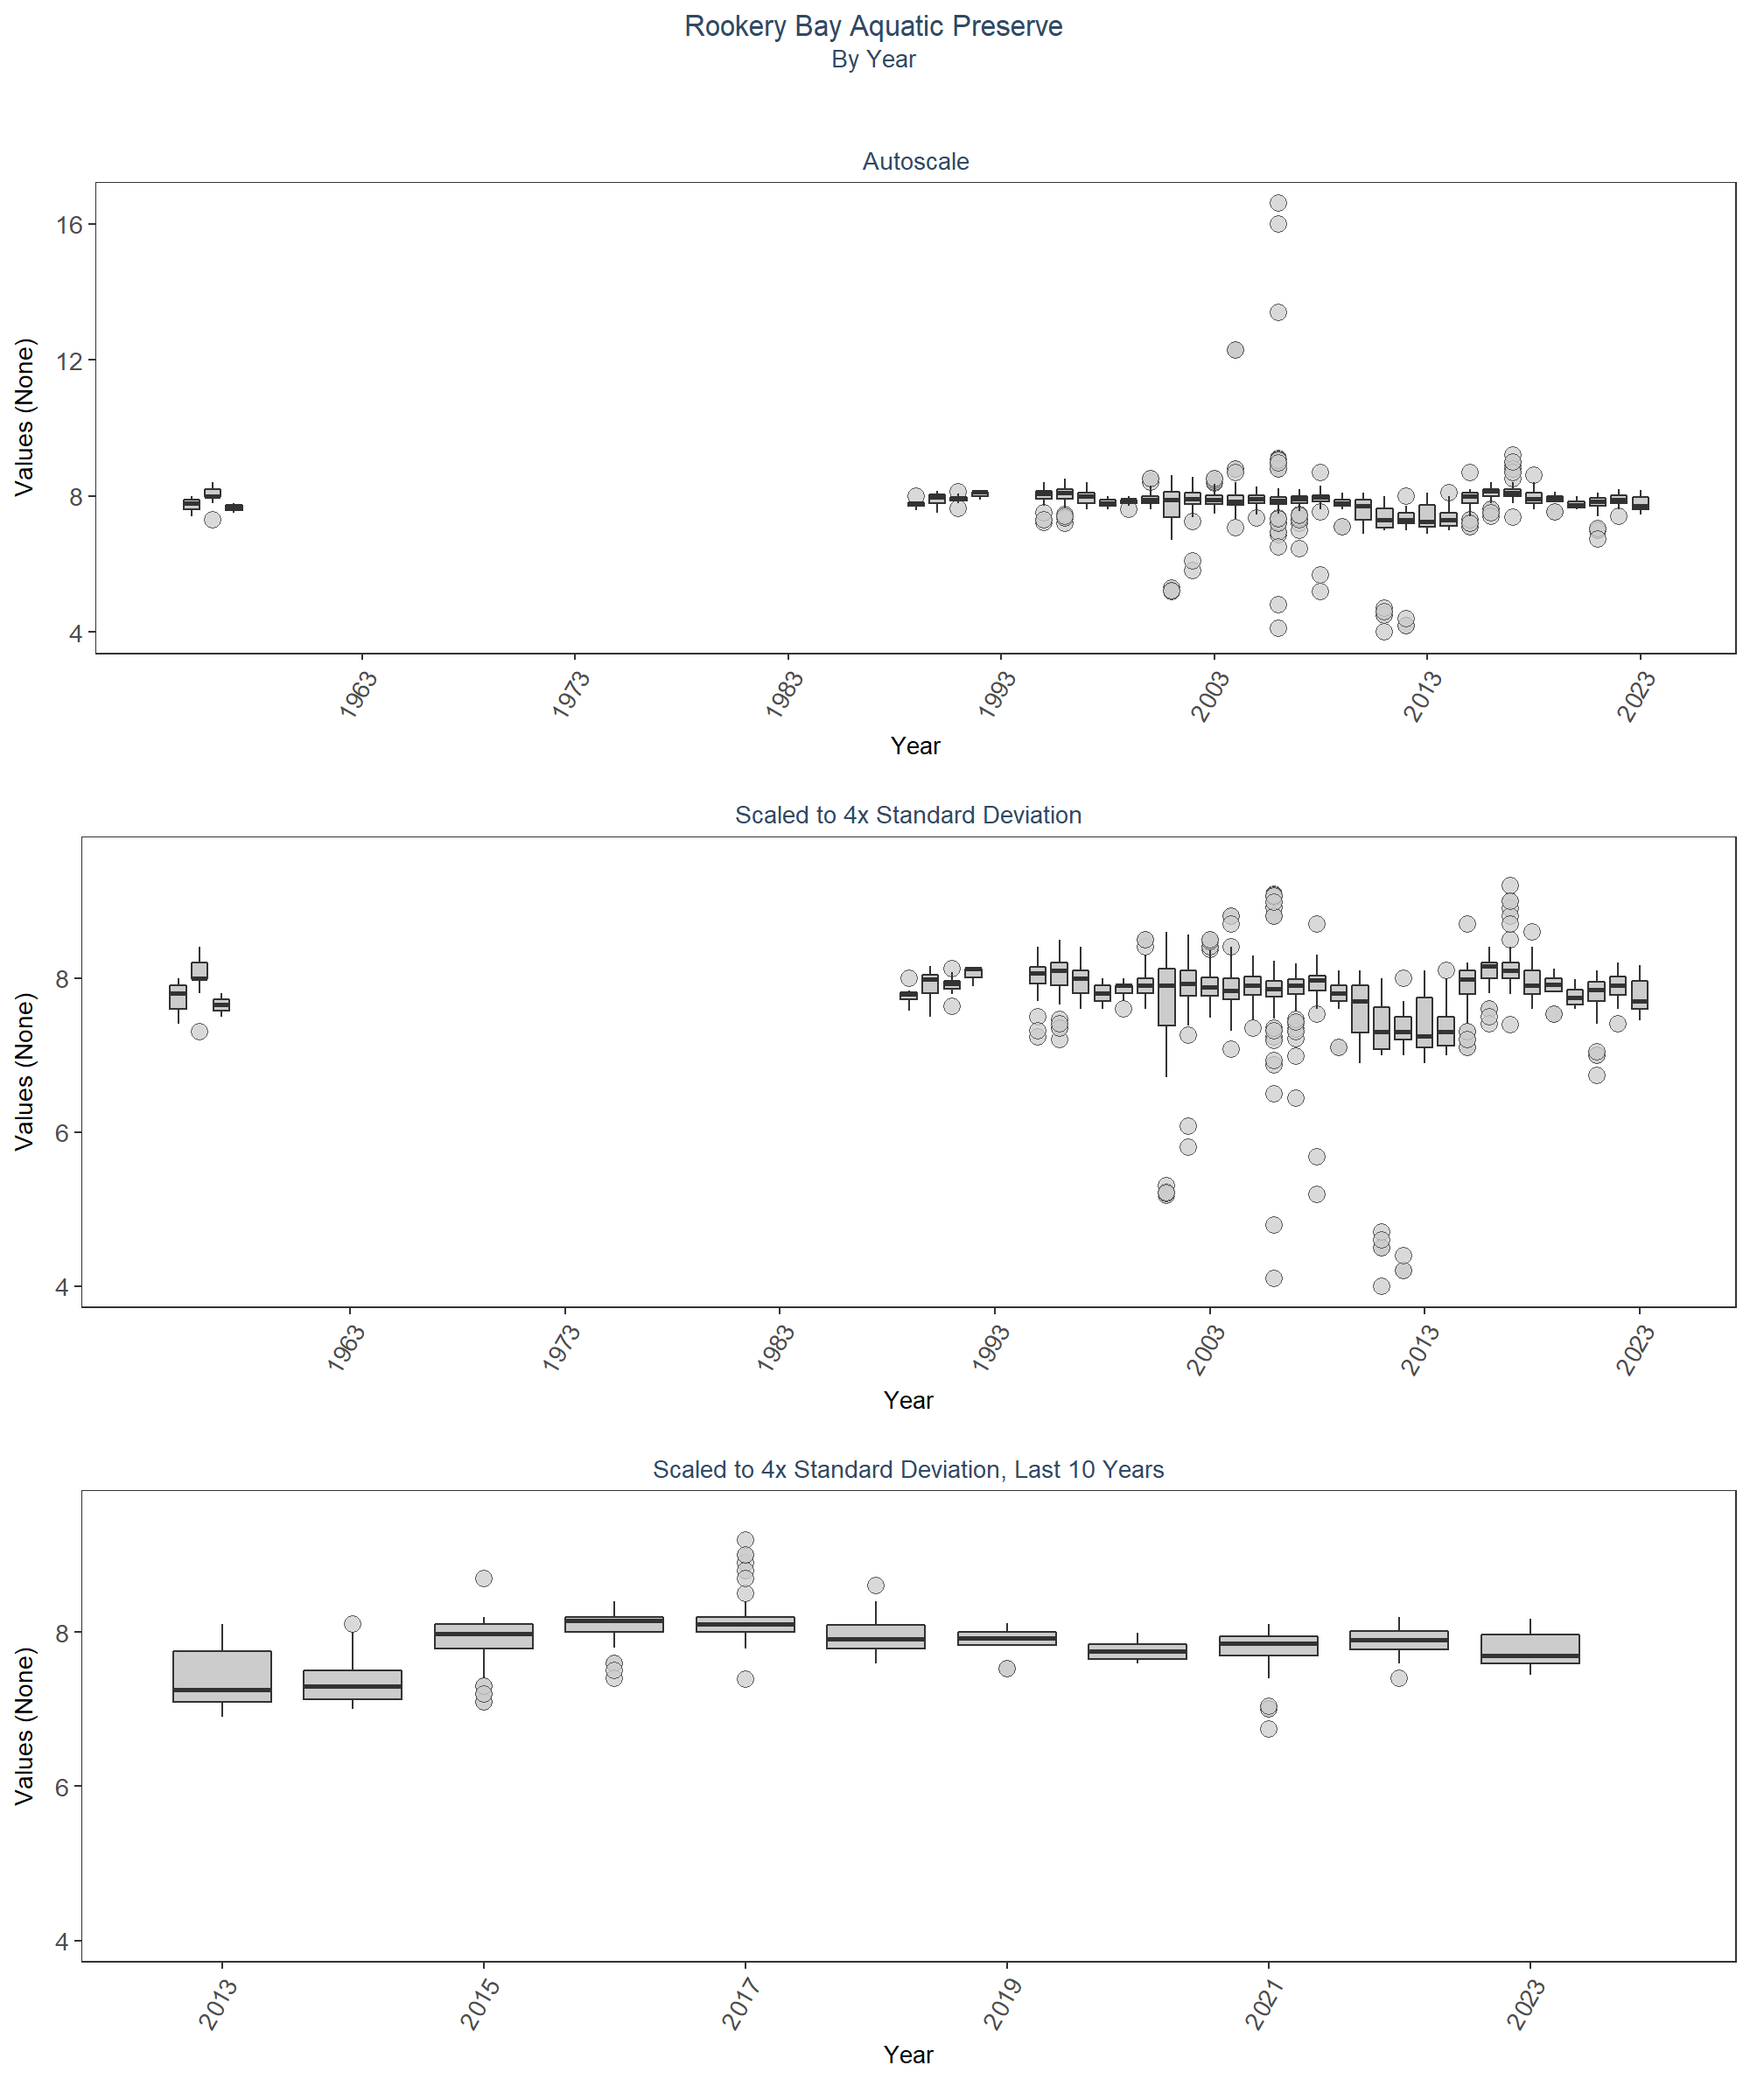 Rookery Bay Aquatic Preserve
By Year
Autoscale
Values (None)
16
12
8
4
1963 1973 1983 1993 2003 2013 2023
Year
Scaled to 4x Standard Deviation
Values (None)
8
6
4
1963 1973 1983 1993 2003 2013 2023
Year
Scaled to 4x Standard Deviation, Last 10 Years
Values (None)
8
6
4
2013 2015 2017 2019 2021 2023
Year